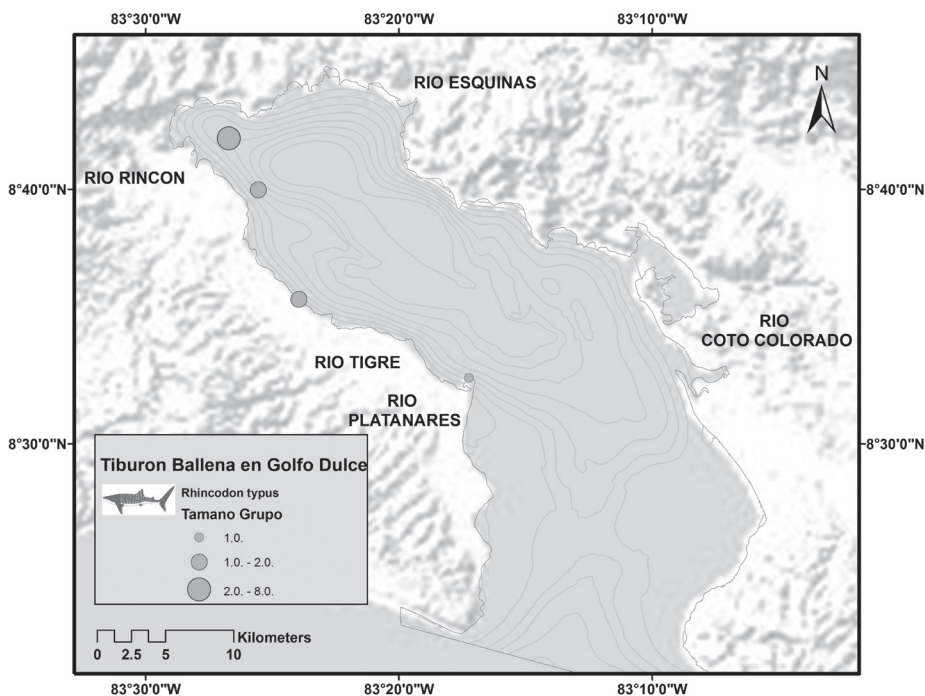 83°30'0"W 83°20'0"W 83°10'0"W
N
RIO ESQUINAS
RIO RINCON
8°40'0"N 8°40'0"N
RIO
COTO COLORADO
RIO TIGRE
RIO
PLATANARES
8°30'0"N 8°30'0"N
Tiburon Ballena en Golfo Dulce
Rhincodon typus
Tamano Grupo
1.0.
1.0. - 2.0.
2.0. - 8.0.
Kilometers
0 2.5 5 10
83°30'0"W 83°20'0"W 83°10'0"W